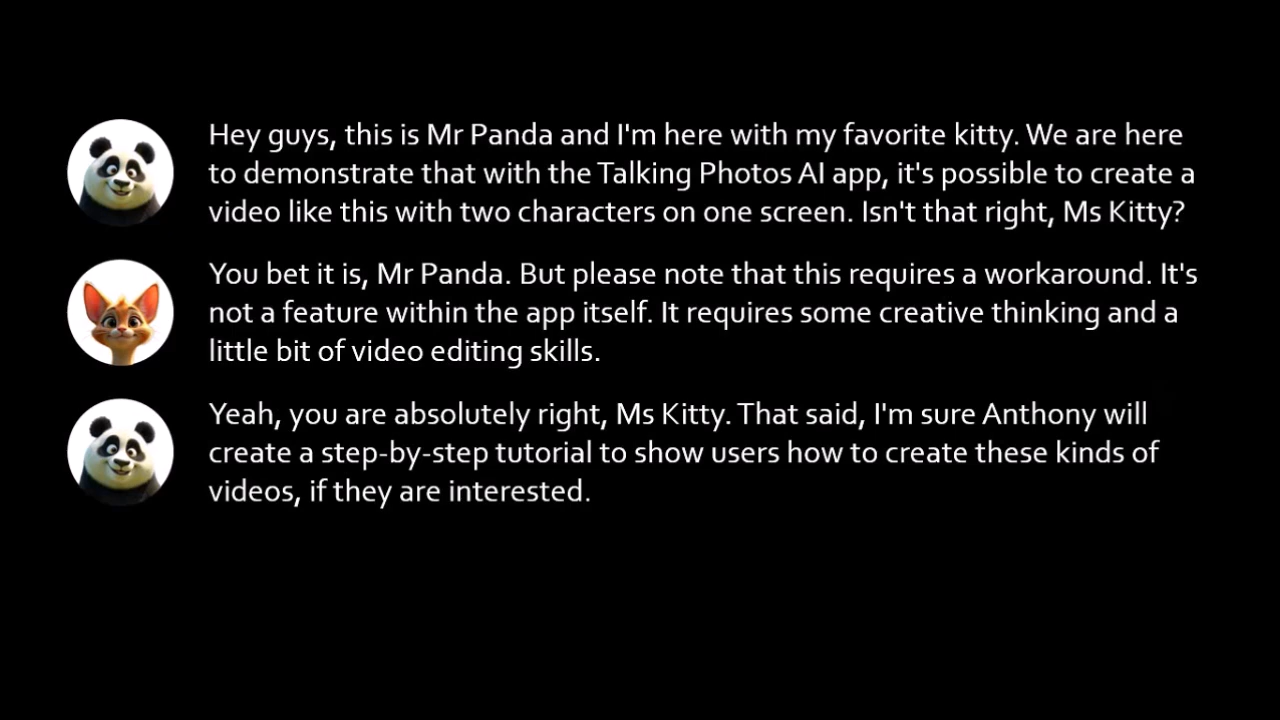 Hey guys, this is Mr Panda and I'm here with my favorite kitty. We are here
to demonstrate that with the Talking Photos AI app, it's possible to create a
video like this with two characters on one screen. Isn't that right, Ms Kitty?
You bet it is, Mr Panda. But please note that this requires a workaround. It's
not a feature within the app itself. It requires some creative thinking and a
little bit of video editing skills.
Yeah, you are absolutely right, Ms Kitty. That said, I'm sure Anthony will
create a step-by-step tutorial to show users how to create these kinds of
videos, if they are interested.